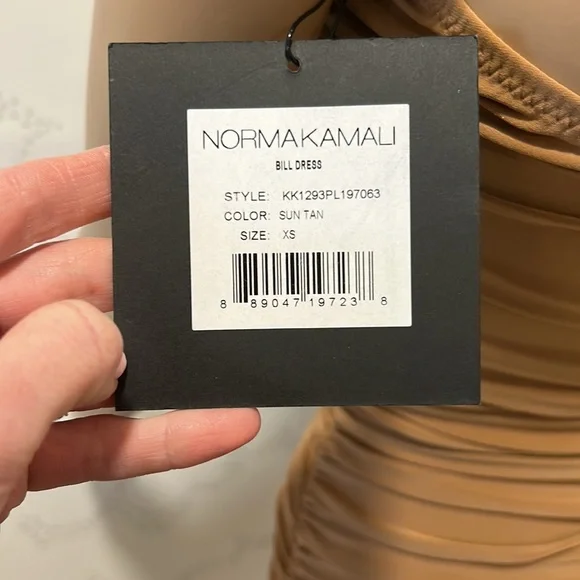 NORMAKAMALI
BILL DRESS
STYLE: KK1293PL197063
COLOR: SUN TAN
SIZE: XS
8 89047 19723 8